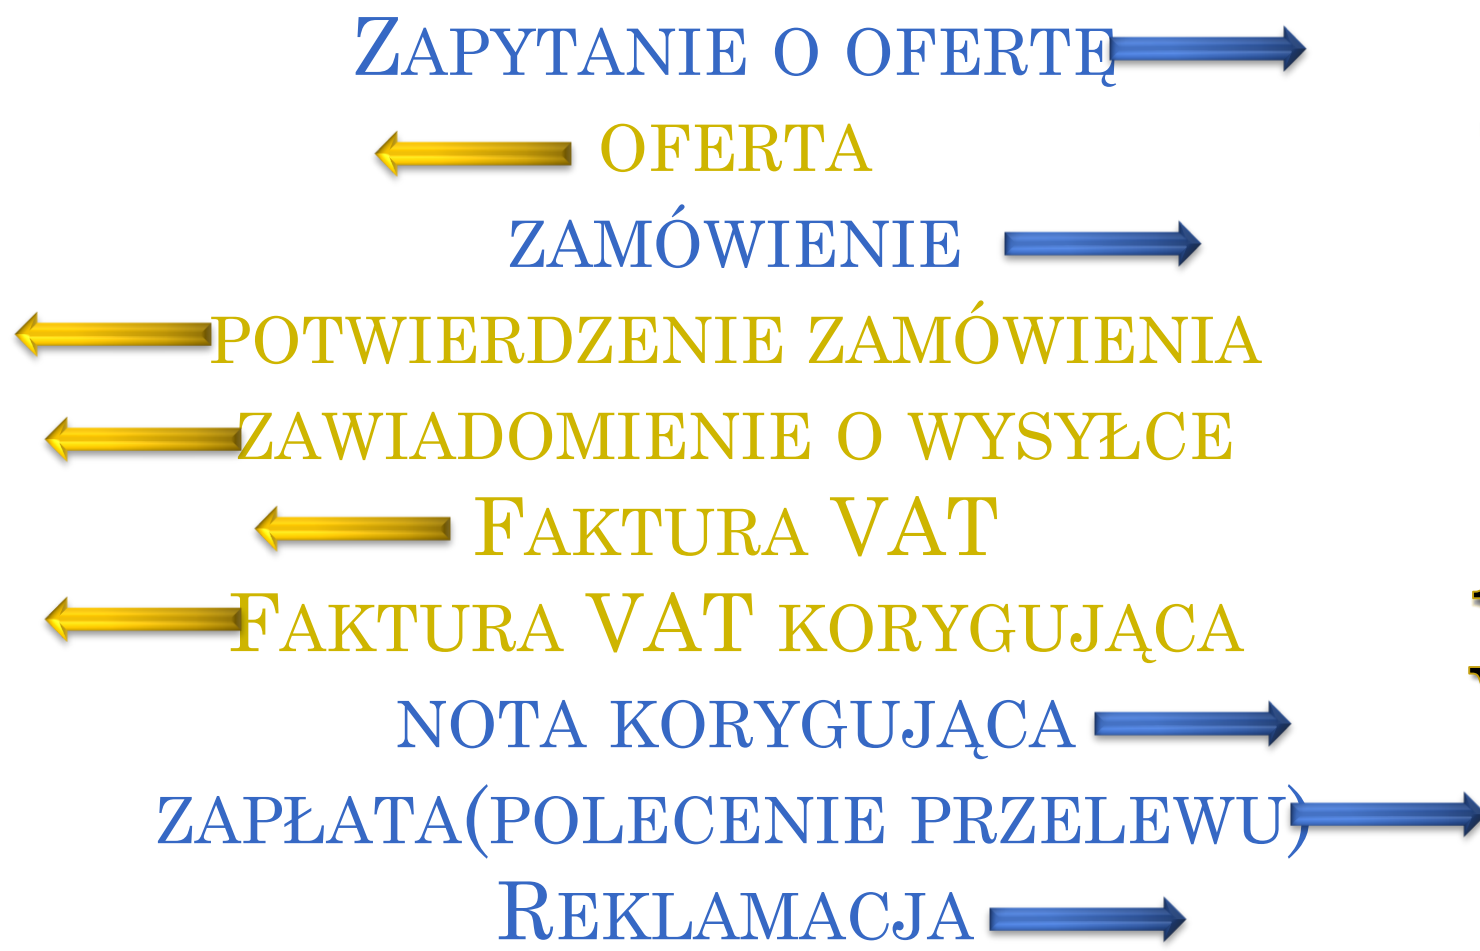 Zapytanie o ofertę
oferta
zamówienie
potwierdzenie zamówienia
zawiadomienie o wysyłce
Faktura VAT
Faktura VAT korygująca
nota korygująca
zapłata(polecenie przelewu)
Reklamacja